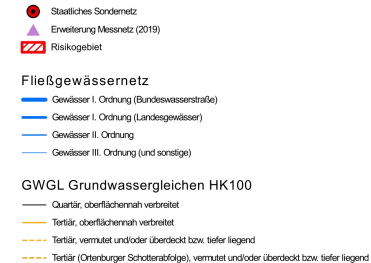 Staatliches Sondernetz
Erweiterung Messnetz (2019)
Risikogebiet
Fließgewässernetz
Gewässer I. Ordnung (Bundeswasserstraße)
Gewässer I. Ordnung (Landesgewässer)
Gewässer II. Ordnung
Gewässer III. Ordnung (und sonstige)
GWGL Grundwassergleichen HK100
Quartär, oberflächennah verbreitet
Tertiär, oberflächennah verbreitet
Tertiär, vermutet und/oder überdeckt bzw. tiefer liegend
Tertiär (Ortenburger Schotterabfolge), vermutet und/oder überdeckt bzw. tiefer liegend